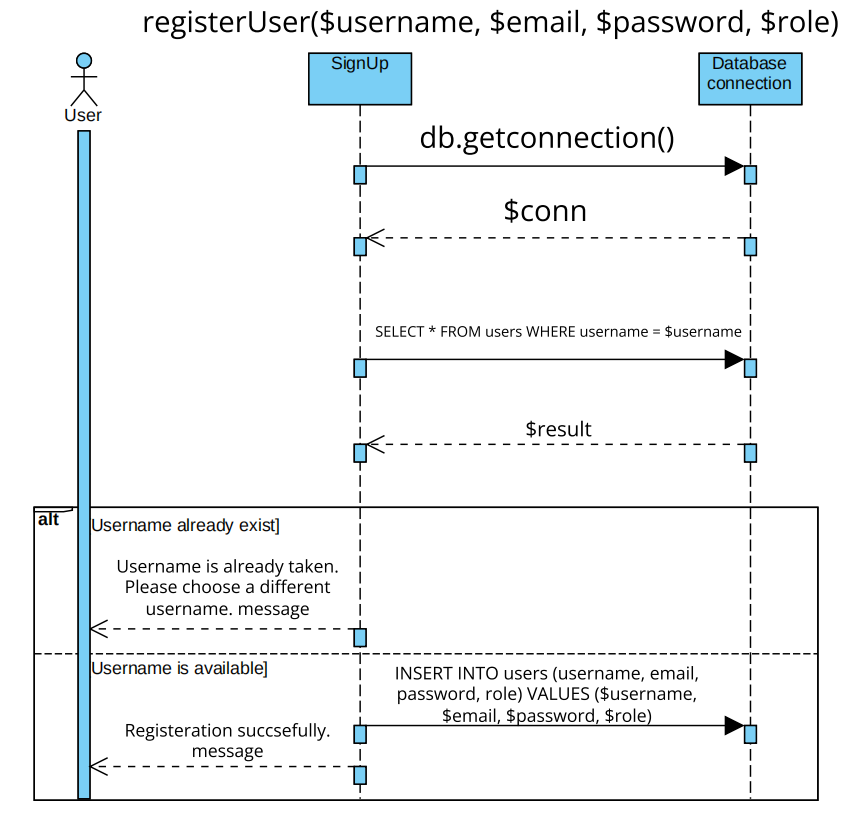 registerUser($username, $email, $password, $role)
User
SignUp
Database
connection
db.getconnection()
$conn
SELECT * FROM users WHERE username = $username
$result
alt
Username already exist]
Username is already taken.
Please choose a different
username. message
Username is available]
INSERT INTO users (username, email,
password, role) VALUES ($username,
$email, $password, $role)
Registeration succsefully.
message